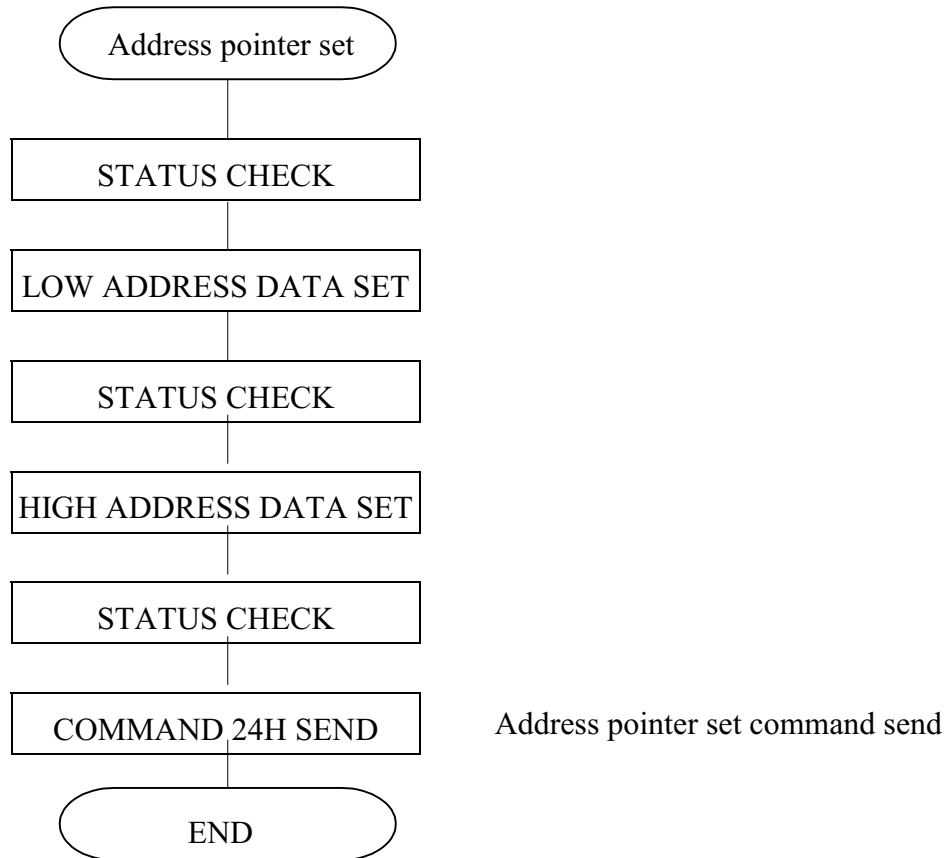 Address pointer set
STATUS CHECK
LOW ADDRESS DATA SET
STATUS CHECK
HIGH ADDRESS DATA SET
STATUS CHECK
COMMAND 24H SEND
Address pointer set command send
END